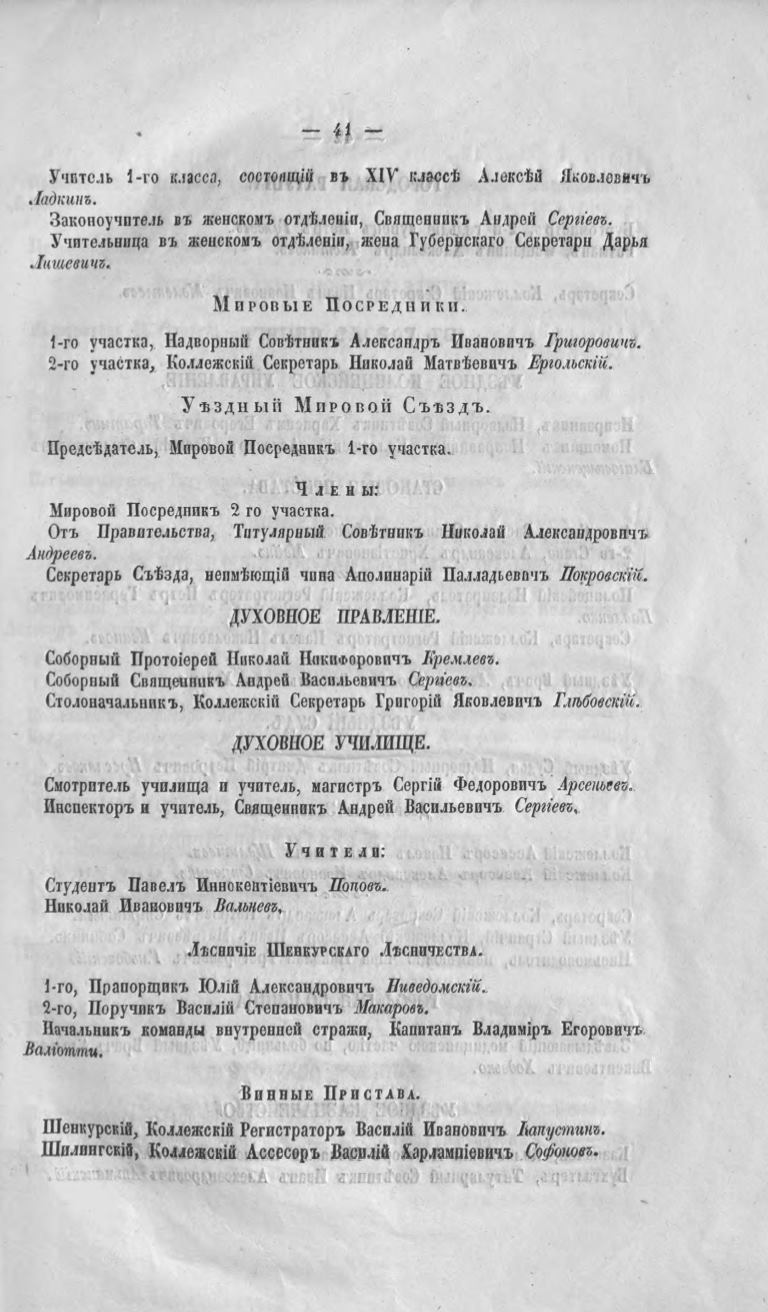 — 41 —
Учитель 1-го класса, состоящій въ XIV классѣ Алексѣй Яковлевичъ
Ладкинъ.
Законоучитель въ женскомъ отдѣленіи, Священникъ Андрей Сергіевъ.
Учительница въ женскомъ отдѣленіи, жена Губернскаго Секретаря Дарья
Лишевичъ.
Мировые Посредники.
1-го участка, Надворный Совѣтникъ Александръ Ивановичъ Григоровичъ.
2-го участка, Коллежскій Секретарь Николай Матвѣевичъ Ергольскій.
Уѣздный Мировой Съѣздъ.
Предсѣдатель, Мировой Посредникъ 1-го участка.
Члены:
Мировой Посредникъ 2 го участка.
Отъ Правительства, Титулярный Совѣтникъ Николай Александровичъ
Андреевъ.
Секретарь Съѣзда, неимѣющій чина Аполинарій Палладьевичъ Покровскій.
ДУХОВНОЕ ПРАВЛЕНІЕ.
Соборный Протоіерей Николай Никифоровичъ Кремлевъ.
Соборный Священникъ Андрей Васильевичъ Сергіевъ.
Столоначальникъ, Коллежскій Секретарь Григорій Яковлевичъ Глѣбовскій.
ДУХОВНОЕ УЧИЛИЩЕ.
Смотритель училища и учитель, магистръ Сергій Федоровичъ Арсеньевъ.
Инспекторъ и учитель, Священникъ Андрей Васильевичъ Сергіевъ.
Учители:
Студентъ Павелъ Иннокентіевичъ Поповъ.
Николай Ивановичъ Вальневъ.
Лѣсничіе Шенкурскаго Лѣсничества.
1-го, Прапорщикъ Юлій Александровичъ Ниведомскій.
2-го, Поручикъ Василій Степановичъ Макаровъ.
Начальникъ команды внутренней стражи, Капитанъ Владиміръ Егоровичъ
Валіотти.
Винные Пристава.
Шенкурскій, Коллежскій Регистраторъ Василій Ивановичъ Капустинъ.
Шилингскій, Коллежскій Ассесоръ Василій Харлампіевичъ Софоновъ.